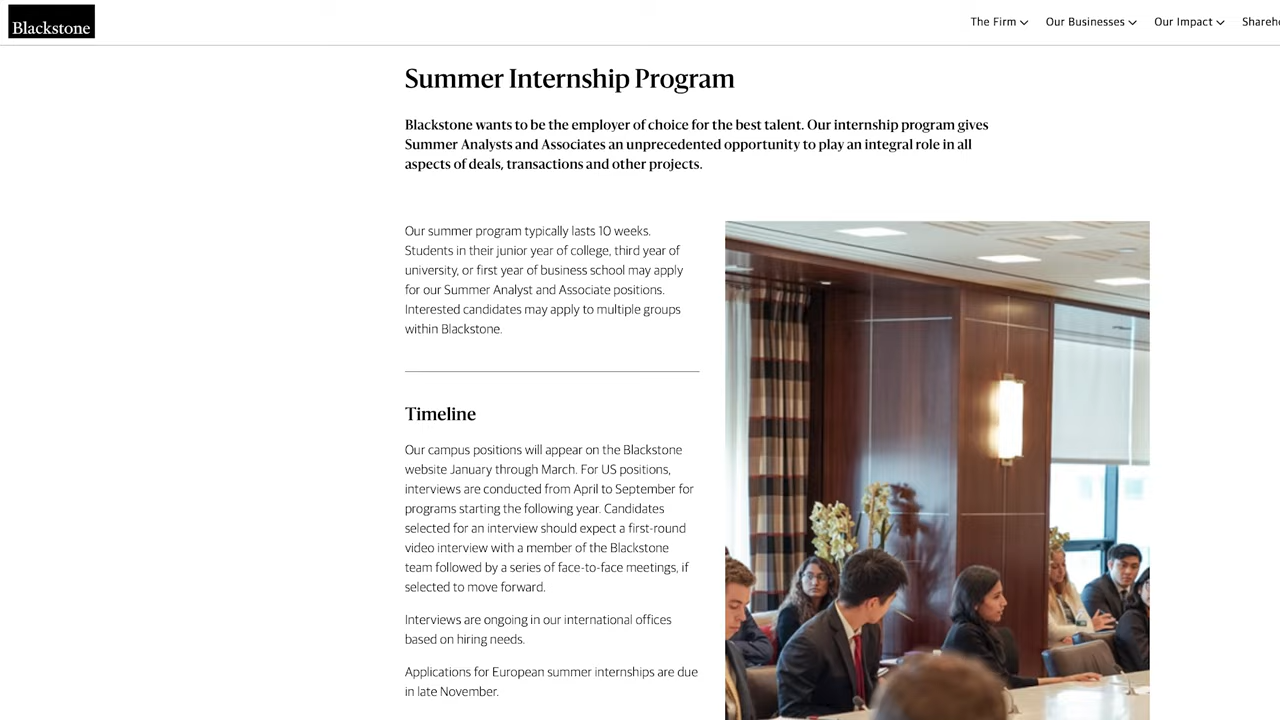 Blackstone
The Firm
Our Businesses
Our Impact
Summer Internship Program
Blackstone wants to be the employer of choice for the best talent. Our internship program gives
Summer Analysts and Associates an unprecedented opportunity to play an integral role in all
aspects of deals, transactions and other projects.
Our summer program typically lasts 10 weeks.
Students in their junior year of college, third year of
university, or first year of business school may apply
for our Summer Analyst and Associate positions.
Interested candidates may apply to multiple groups
within Blackstone.
Timeline
Our campus positions will appear on the Blackstone
website January through March. For US positions,
interviews are conducted from April to September for
programs starting the following year. Candidates
selected for an interview should expect a first-round
video interview with a member of the Blackstone
team followed by a series of face-to-face meetings, if
selected to move forward.
Interviews are ongoing in our international offices
based on hiring needs.
Applications for European summer internships are due
in late November.